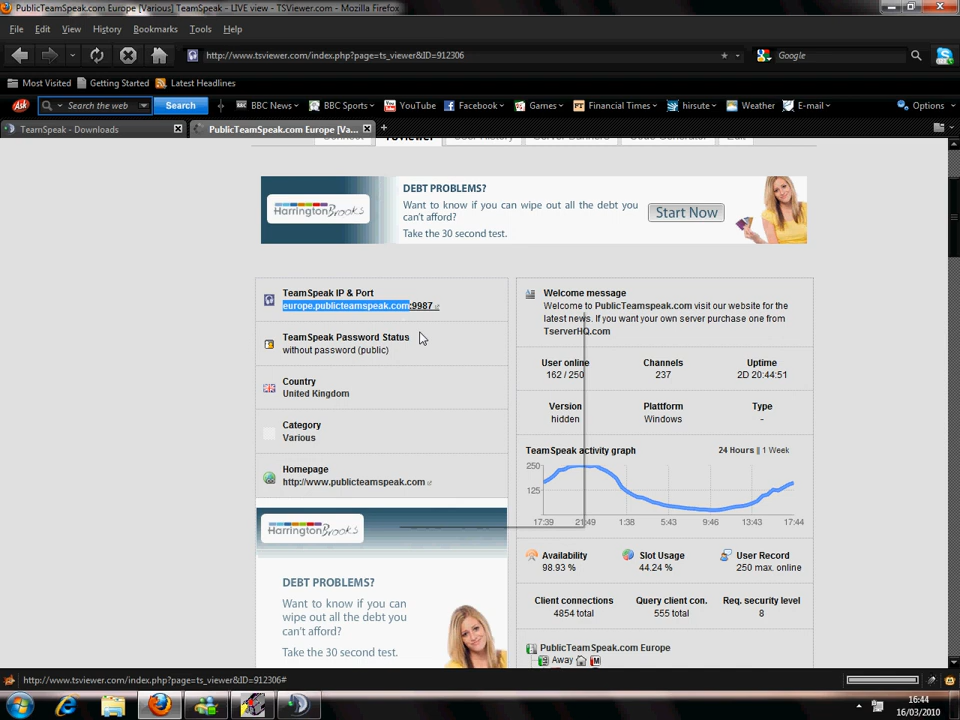 PublicTeamSpeak.com Europe [Various] TeamSpeak - LIVE view - TSViewer.com - Mozilla Firefox
File Edit View History Bookmarks Tools Help
http://www.tsviewer.com/index.php?page=ts_viewer&ID=912306
Google
Most Visited Getting Started Latest Headlines
Ask Search the web Search BBC News BBC Sports YouTube Facebook Games FT Financial Times hirsute Weather E-mail Options
TeamSpeak - Downloads PublicTeamSpeak.com Europe [Va...
HarringtonBrooks
DEBT PROBLEMS?
Want to know if you can wipe out all the debt you
can't afford?
Take the 30 second test.
Start Now
TeamSpeak IP & Port
europe.publicteamspeak.com:9987
TeamSpeak Password Status
without password (public)
Country
United Kingdom
Category
Various
Homepage
http://www.publicteamspeak.com
HarringtonBrooks
DEBT PROBLEMS?
Want to know if you can
wipe out all the debt you
can't afford?
Take the 30 second test.
Welcome message
Welcome to PublicTeamspeak.com visit our website for the
latest news. If you want your own server purchase one from
TserverHQ.com
User online Channels Uptime
162 / 250 237 2D 20:44:51
Version Plattform Type
hidden Windows -
TeamSpeak activity graph 24 Hours || 1 Week
250
125
17:39 21:49 1:38 5:43 9:46 13:43 17:44
Availability Slot Usage User Record
98.93 % 44.24 % 250 max. online
Client connections Query client con. Req. security level
4854 total 555 total 8
PublicTeamSpeak.com Europe
Away M
http://www.tsviewer.com/index.php?page=ts_viewer&ID=912306#
16:44
16/03/2010